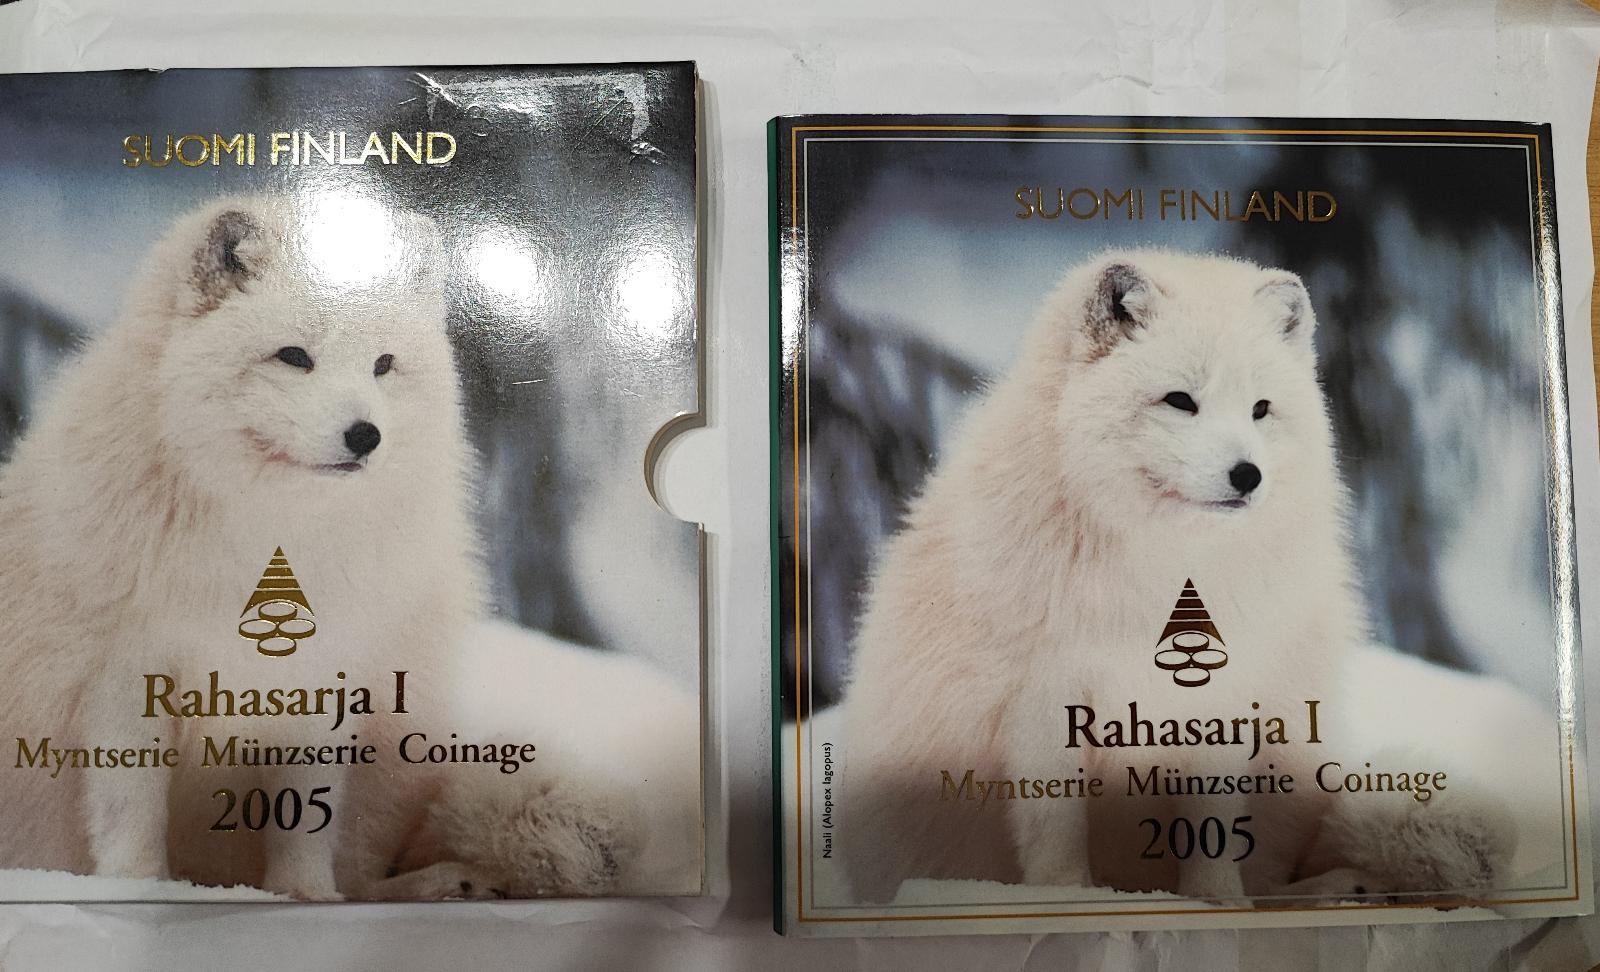 SUOMI FINLAND
Rahasarja I
Myntserie Münzserie Coinage
2005
SUOMI FINLAND
Rahasarja I
Myntserie Münzserie Coinage
2005
Naali (Alopex lagopus)